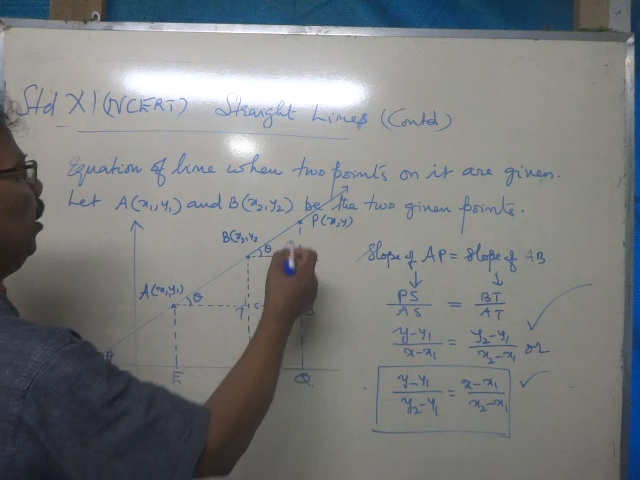 Std XI (NCERT) Straight Lines (Contd)
Equation of line when two points on it are given.
Let A(x₁, y₁) and B(x₂, y₂) be the two given points.
P(x, y)
B(x₂, y₂
θ
A(x₁, y₁)
θ
T
Q
Slope of AP = Slope of AB
PS/AS = BT/AT
y-y₁/x-x₁ = y₂-y₁/x₂-x₁ or
y-y₁/y₂-y₁ = x-x₁/x₂-x₁